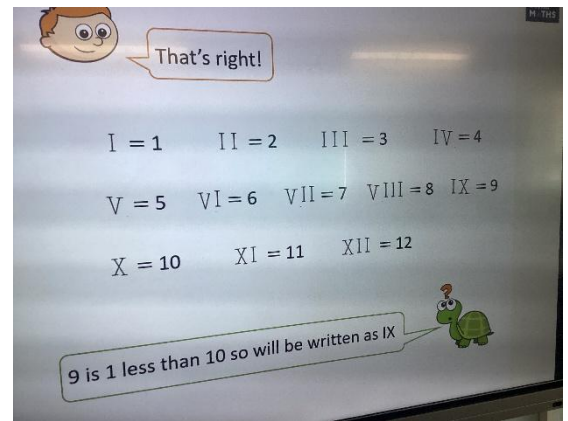 M THS
That's right!
I = 1 II = 2 III = 3 IV = 4
V = 5 VI = 6 VII = 7 VIII = 8 IX = 9
X = 10 XI = 11 XII = 12
?
9 is 1 less than 10 so will be written as IX